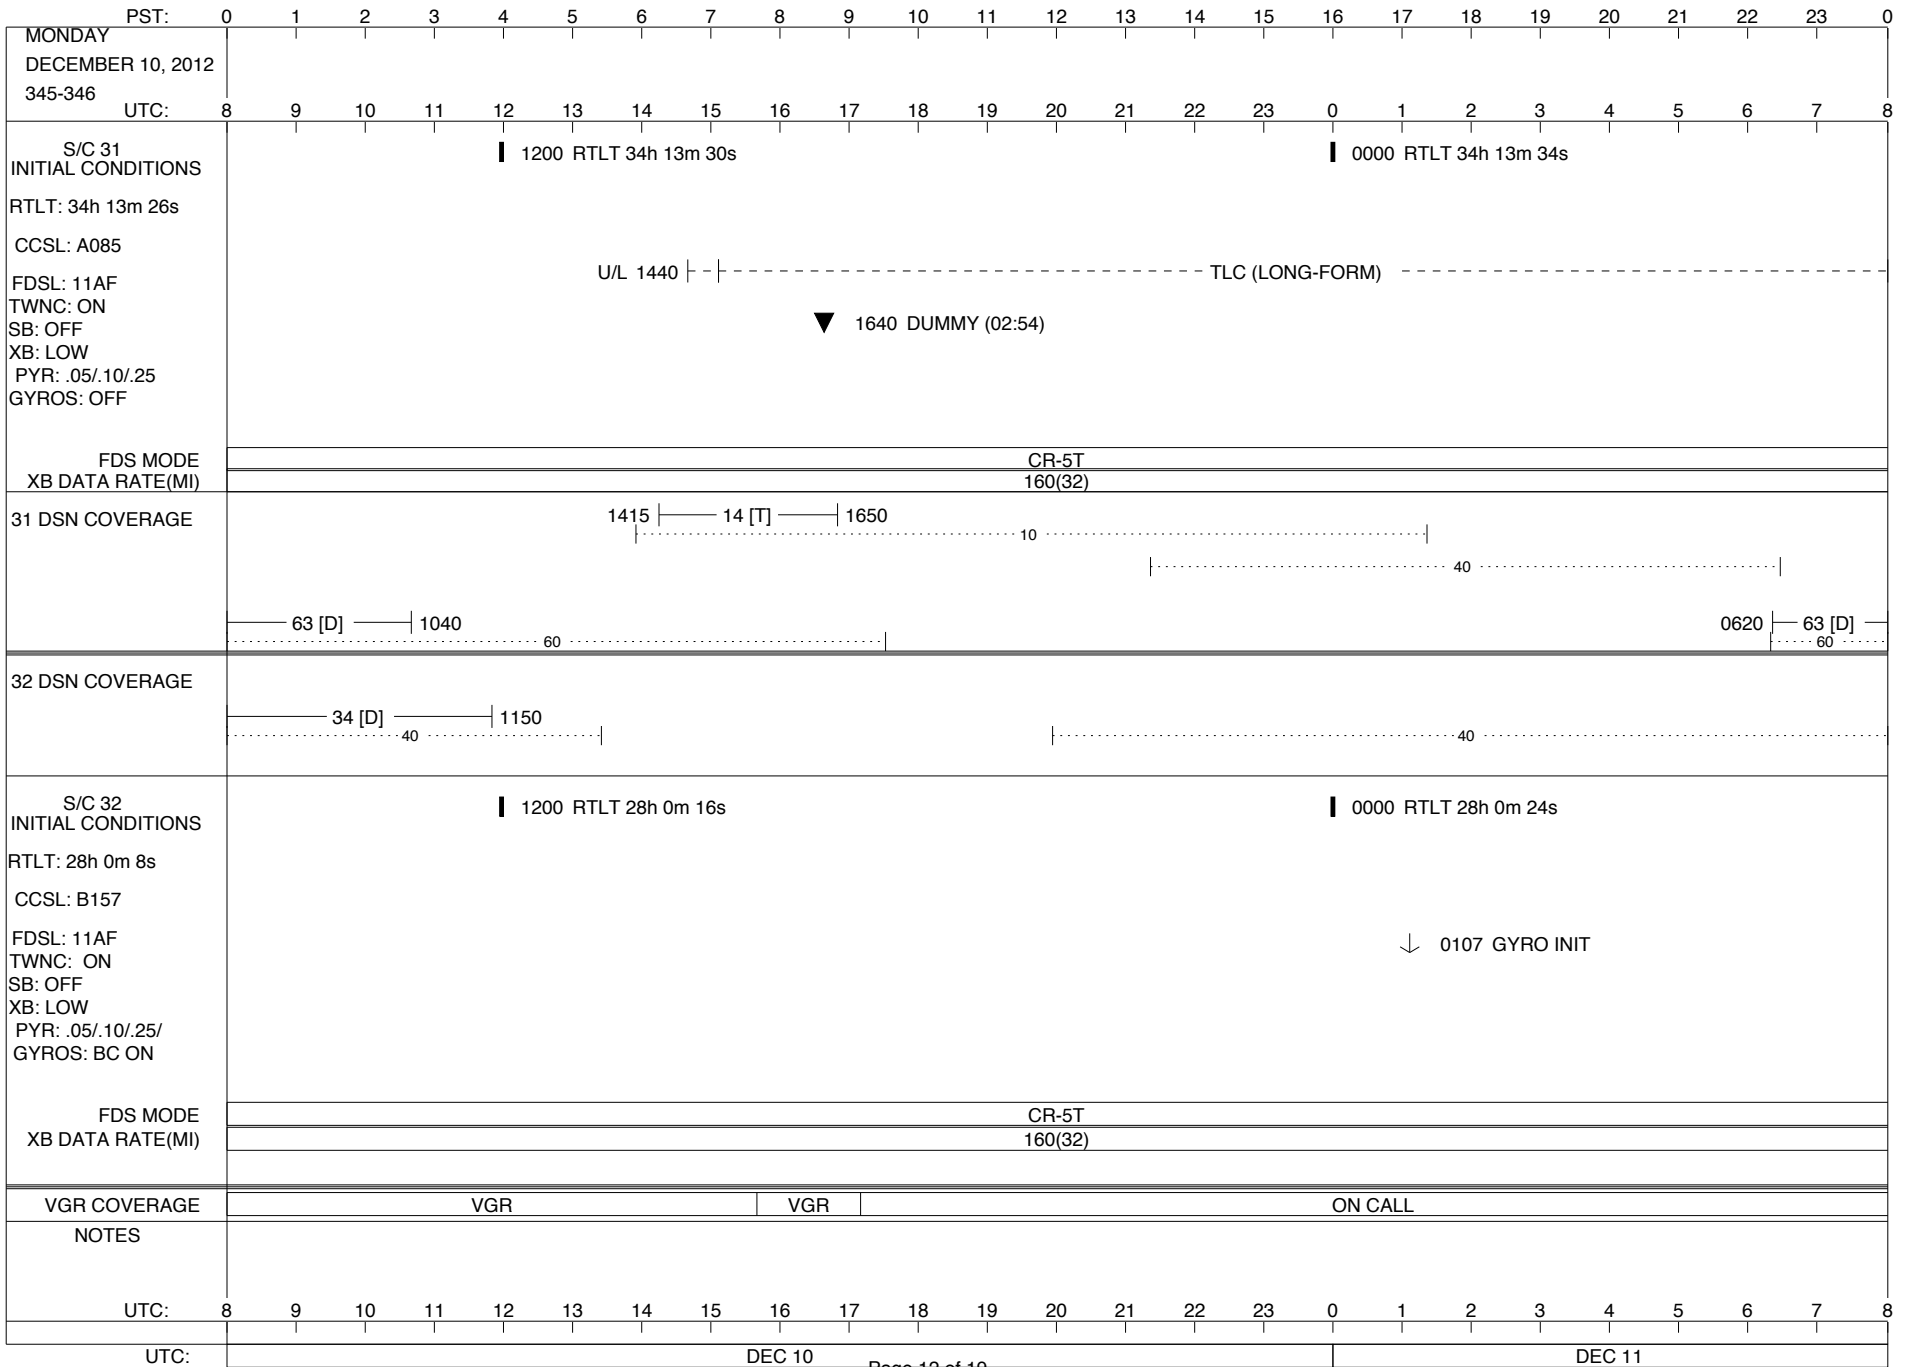 PST: 0 1 2 3 4 5 6 7 8 9 10 11 12 13 14 15 16 17 18 19 20 21 22 23 0
MONDAY
DECEMBER 10, 2012
345-346
UTC: 8 9 10 11 12 13 14 15 16 17 18 19 20 21 22 23 0 1 2 3 4 5 6 7 8
S/C 31
INITIAL CONDITIONS
1200 RTLT 34h 13m 30s
0000 RTLT 34h 13m 34s
RTLT: 34h 13m 26s
CCSL: A085
U/L 1440
TLC (LONG-FORM)
FDSL: 11AF
TWNC: ON
SB: OFF
1640 DUMMY (02:54)
XB: LOW
PYR: .05/.10/.25
GYROS: OFF
FDS MODE
CR-5T
XB DATA RATE(MI)
160(32)
31 DSN COVERAGE
1415 14 [T] 1650
10
40
63 [D] 1040
0620 63 [D]
60
60
32 DSN COVERAGE
34 [D] 1150
40
40
S/C 32
INITIAL CONDITIONS
1200 RTLT 28h 0m 16s
0000 RTLT 28h 0m 24s
RTLT: 28h 0m 8s
CCSL: B157
FDSL: 11AF
0107 GYRO INIT
TWNC: ON
SB: OFF
XB: LOW
PYR: .05/.10/.25/
GYROS: BC ON
FDS MODE
CR-5T
XB DATA RATE(MI)
160(32)
VGR COVERAGE
VGR
VGR
ON CALL
NOTES
UTC: 8 9 10 11 12 13 14 15 16 17 18 19 20 21 22 23 0 1 2 3 4 5 6 7 8
UTC:
DEC 10
DEC 11
Page 12 of 19